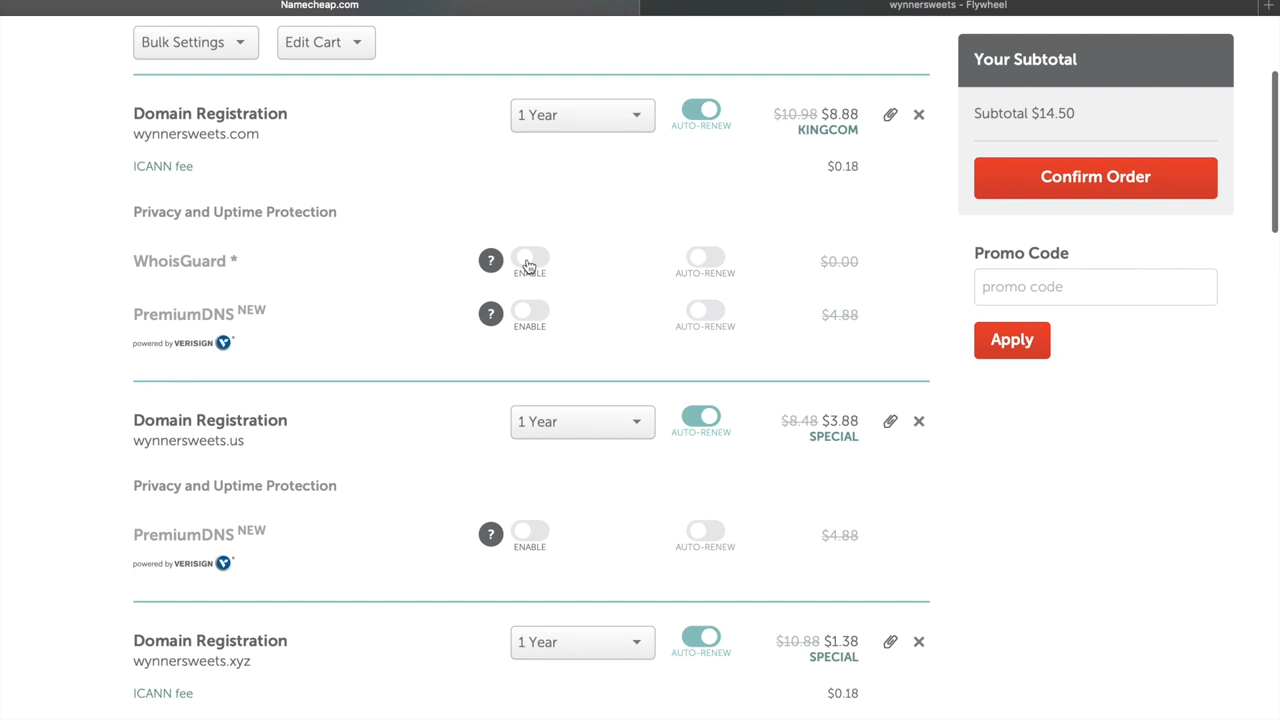 Namecheap.com
wynnersweets - Flywheel
Bulk Settings
Edit Cart
Your Subtotal
Subtotal $14.50
Confirm Order
Promo Code
promo code
Apply
Domain Registration
1 Year
AUTO-RENEW
$10.98 $8.88
KINGCOM
wynnersweets.com
ICANN fee
$0.18
Privacy and Uptime Protection
WhoisGuard *
?
ENABLE
AUTO-RENEW
$0.00
PremiumDNS NEW
?
ENABLE
AUTO-RENEW
$4.88
powered by VERISIGN
Domain Registration
1 Year
AUTO-RENEW
$8.48 $3.88
SPECIAL
wynnersweets.us
Privacy and Uptime Protection
PremiumDNS NEW
?
ENABLE
AUTO-RENEW
$4.88
powered by VERISIGN
Domain Registration
1 Year
AUTO-RENEW
$10.88 $1.38
SPECIAL
wynnersweets.xyz
ICANN fee
$0.18